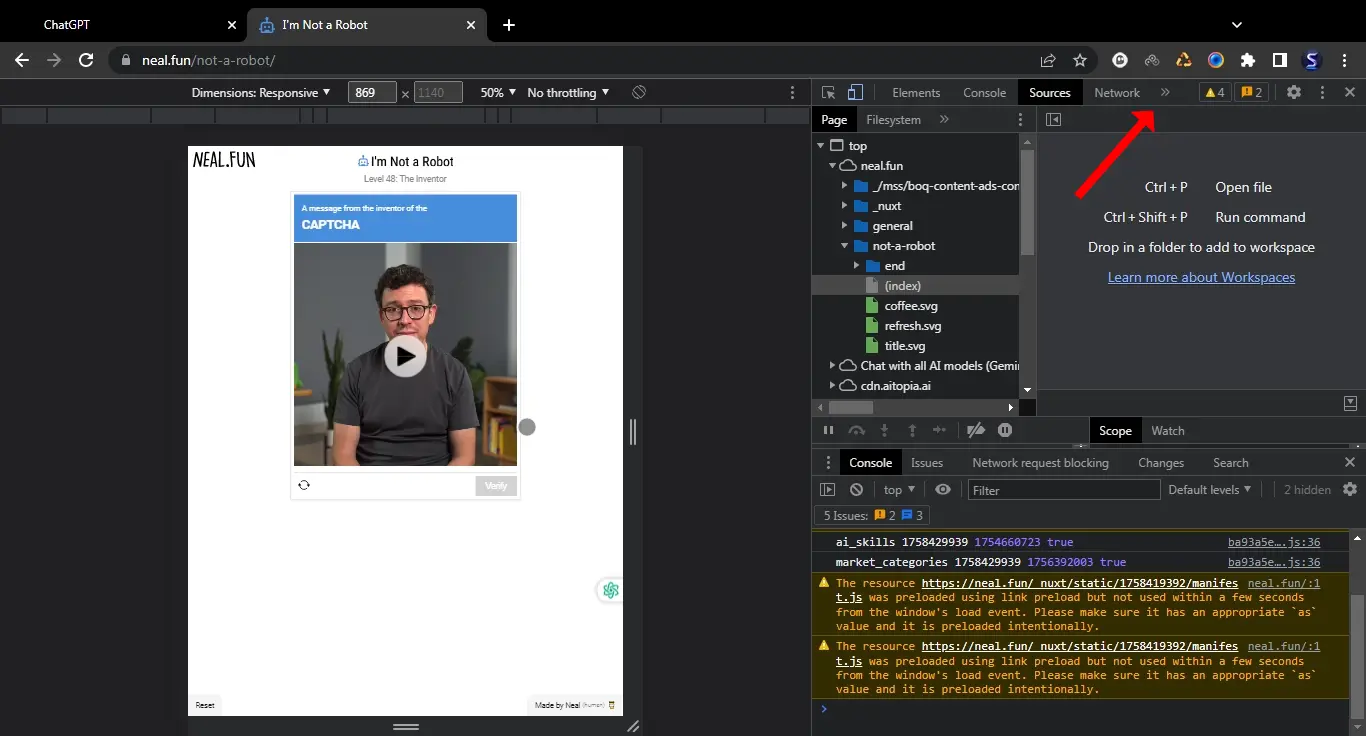 ChatGPT
I'm Not a Robot
neal.fun/not-a-robot/
Dimensions: Responsive 869 × 1140 50% No throttling
Elements Console Sources Network 4 2
Page Filesystem
top
neal.fun
_/mss/boq-content-ads-con
_nuxt
general
not-a-robot
end
(index)
coffee.svg
refresh.svg
title.svg
Chat with all AI models (Gemi
cdn.aitopia.ai
Ctrl + P Open file
Ctrl + Shift + P Run command
Drop in a folder to add to workspace
Learn more about Workspaces
Scope Watch
NEAL.FUN
I'm Not a Robot
Level 48: The Inventor
A message from the inventor of the
CAPTCHA
Verify
Reset
Made by Neal (human)
Console Issues Network request blocking Changes Search
top Filter Default levels 2 hidden
5 Issues: 2 3
ai_skills 1758429939 1754660723 true ba93a5e….js:36
market_categories 1758429939 1756392003 true ba93a5e….js:36
The resource https://neal.fun/_nuxt/static/1758419392/manifes neal.fun/:1
t.js was preloaded using link preload but not used within a few seconds
from the window's load event. Please make sure it has an appropriate `as`
value and it is preloaded intentionally.
The resource https://neal.fun/_nuxt/static/1758419392/manifes neal.fun/:1
t.js was preloaded using link preload but not used within a few seconds
from the window's load event. Please make sure it has an appropriate `as`
value and it is preloaded intentionally.